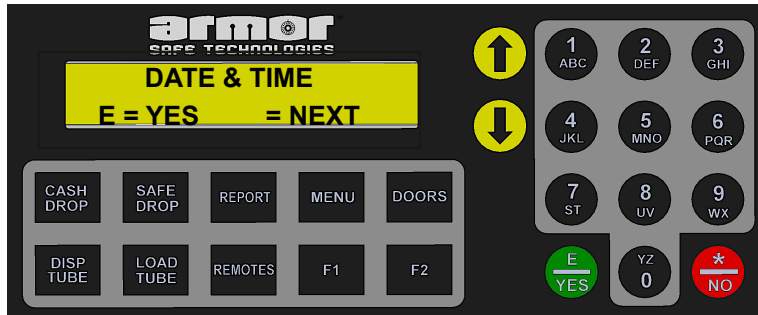 armor
SAFE TECHNOLOGIES
DATE & TIME
E = YES = NEXT
CASH DROP
SAFE DROP
REPORT
MENU
DOORS
DISP TUBE
LOAD TUBE
REMOTES
F1
F2
1
ABC
2
DEF
3
GHI
4
JKL
5
MNO
6
PQR
7
ST
8
UV
9
WX
E
YES
YZ
0
*
NO